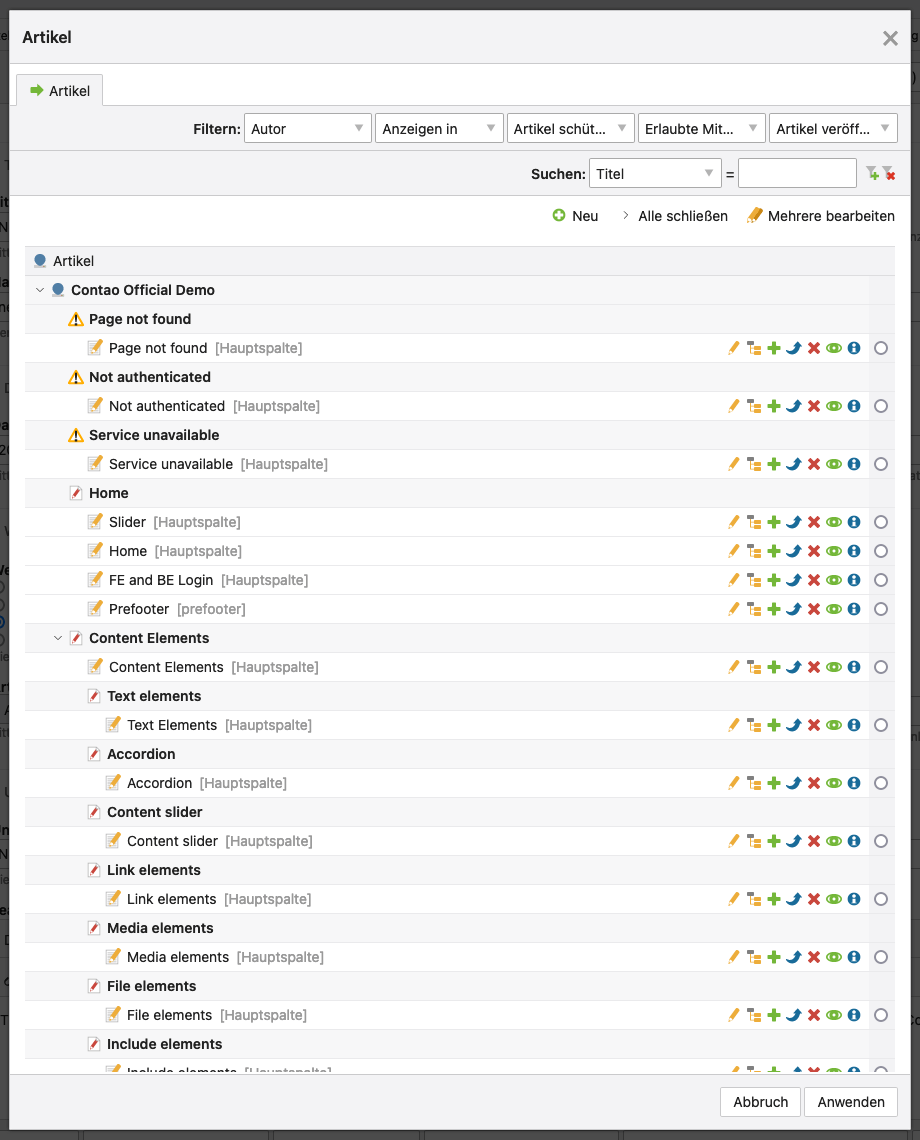 Artikel
Artikel
Filtern: Autor Anzeigen in Artikel schüt... Erlaubte Mit... Artikel veröff...
Suchen: Titel =
Neu Alle schließen Mehrere bearbeiten
Artikel
Contao Official Demo
Page not found
Page not found [Hauptspalte]
Not authenticated
Not authenticated [Hauptspalte]
Service unavailable
Service unavailable [Hauptspalte]
Home
Slider [Hauptspalte]
Home [Hauptspalte]
FE and BE Login [Hauptspalte]
Prefooter [prefooter]
Content Elements
Content Elements [Hauptspalte]
Text elements
Text Elements [Hauptspalte]
Accordion
Accordion [Hauptspalte]
Content slider
Content slider [Hauptspalte]
Link elements
Link elements [Hauptspalte]
Media elements
Media elements [Hauptspalte]
File elements
File elements [Hauptspalte]
Include elements
Include elements [Hauptspalte]
Abbruch Anwenden